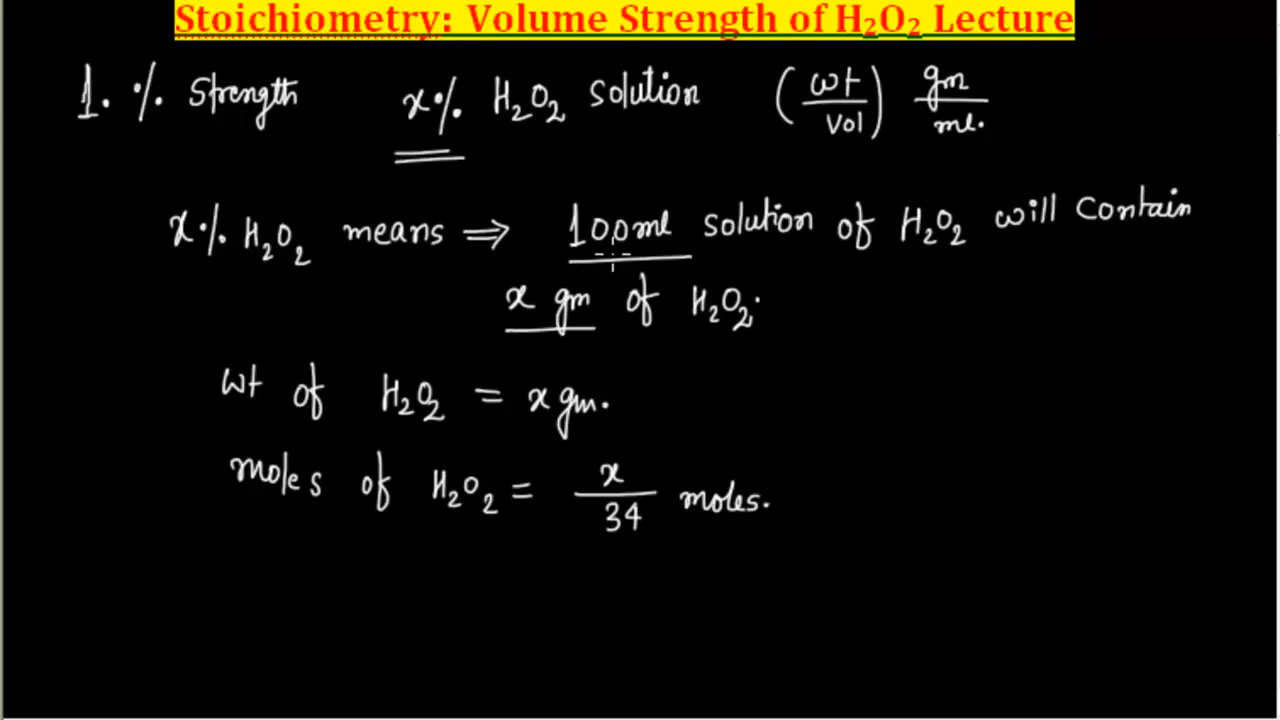 Stoichiometry: Volume Strength of H₂O₂ Lecture
1. % Strength x% H₂O₂ solution (wt/vol) gm/ml.
x% H₂O₂ means ⇒ 100ml solution of H₂O₂ will contain
x gm of H₂O₂.
wt of H₂O₂ = x gm.
moles of H₂O₂ = x/34 moles.